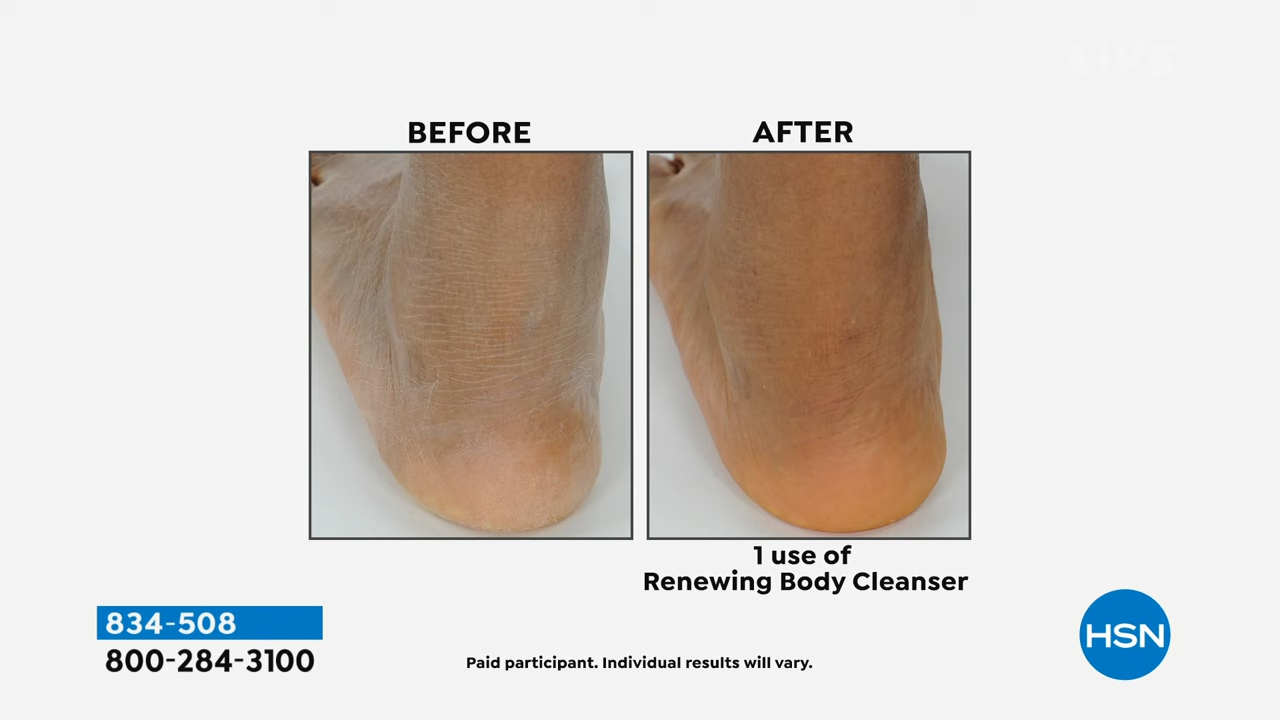 LIVE
BEFORE
AFTER
1 use of
Renewing Body Cleanser
834-508
800-284-3100
Paid participant. Individual results will vary.
HSN